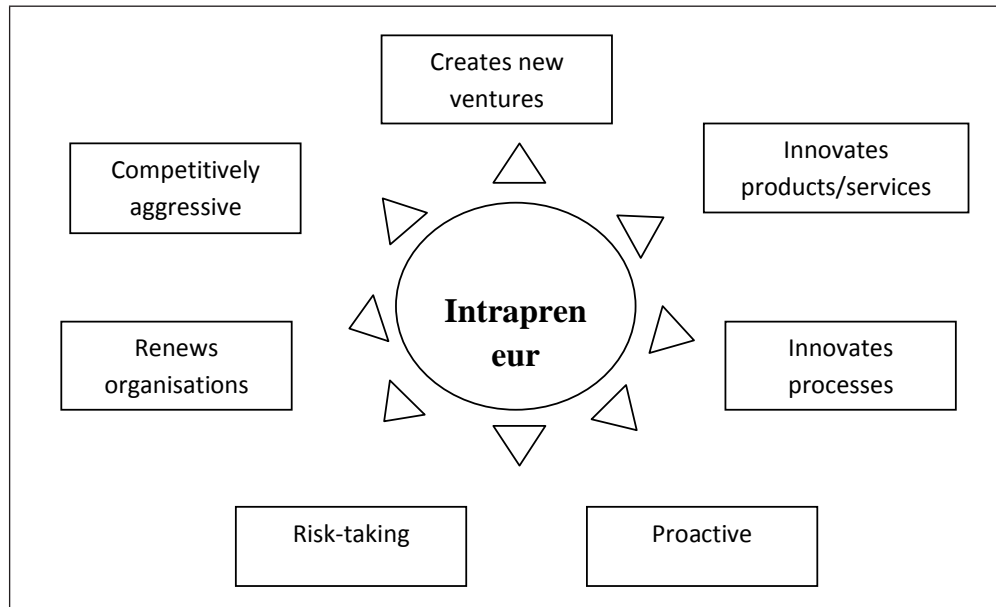 Creates new
ventures
Competitively
aggressive
Innovates
products/services
Intrapren
eur
Renews
organisations
Innovates
processes
Risk-taking
Proactive